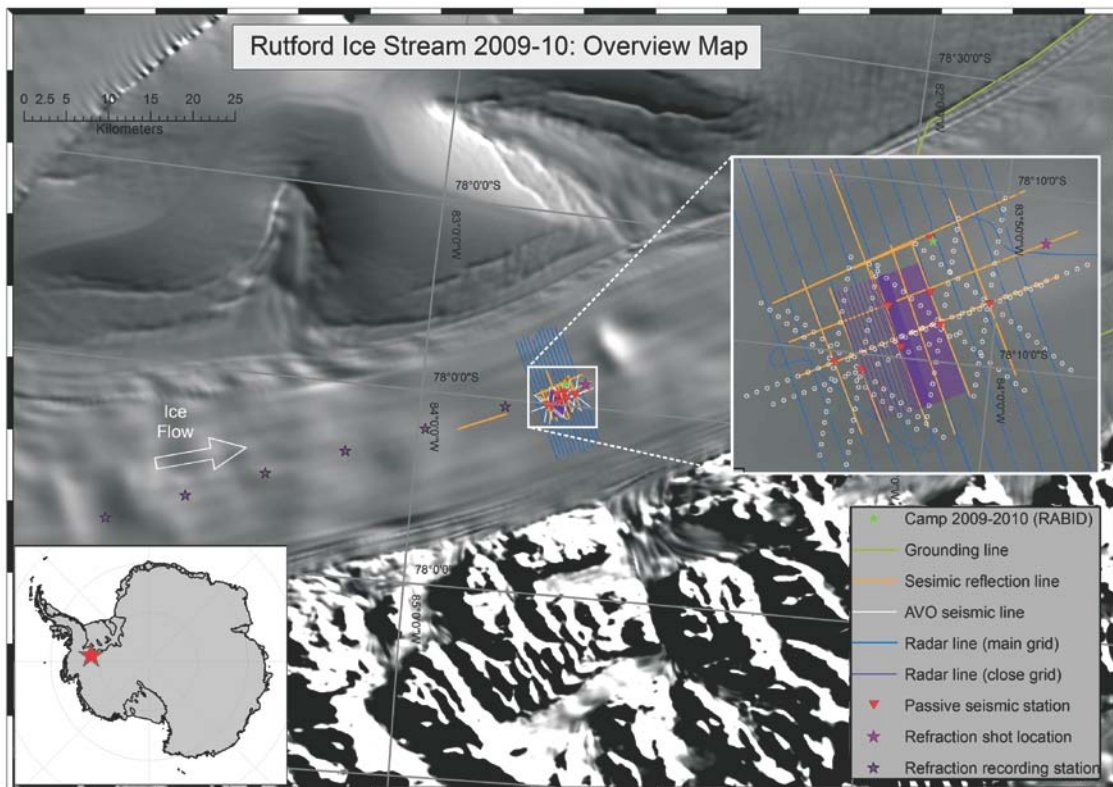 Rutford Ice Stream 2009-10: Overview Map
0 2.5 5 10 15 20 25
Kilometers
78°30'0"S
82°0'0"W
78°0'0"S
83°0'0"W
78°10'0"S
83°50'0"W
78°10'0"S
84°0'0"W
78°0'0"S
84°0'0"W
Ice
Flow
0"W
78°0'0"S
85°0'0"W
Camp 2009-2010 (RABID)
Grounding line
Sesimic reflection line
AVO seismic line
Radar line (main grid)
Radar line (close grid)
Passive seismic station
Refraction shot location
Refraction recording station